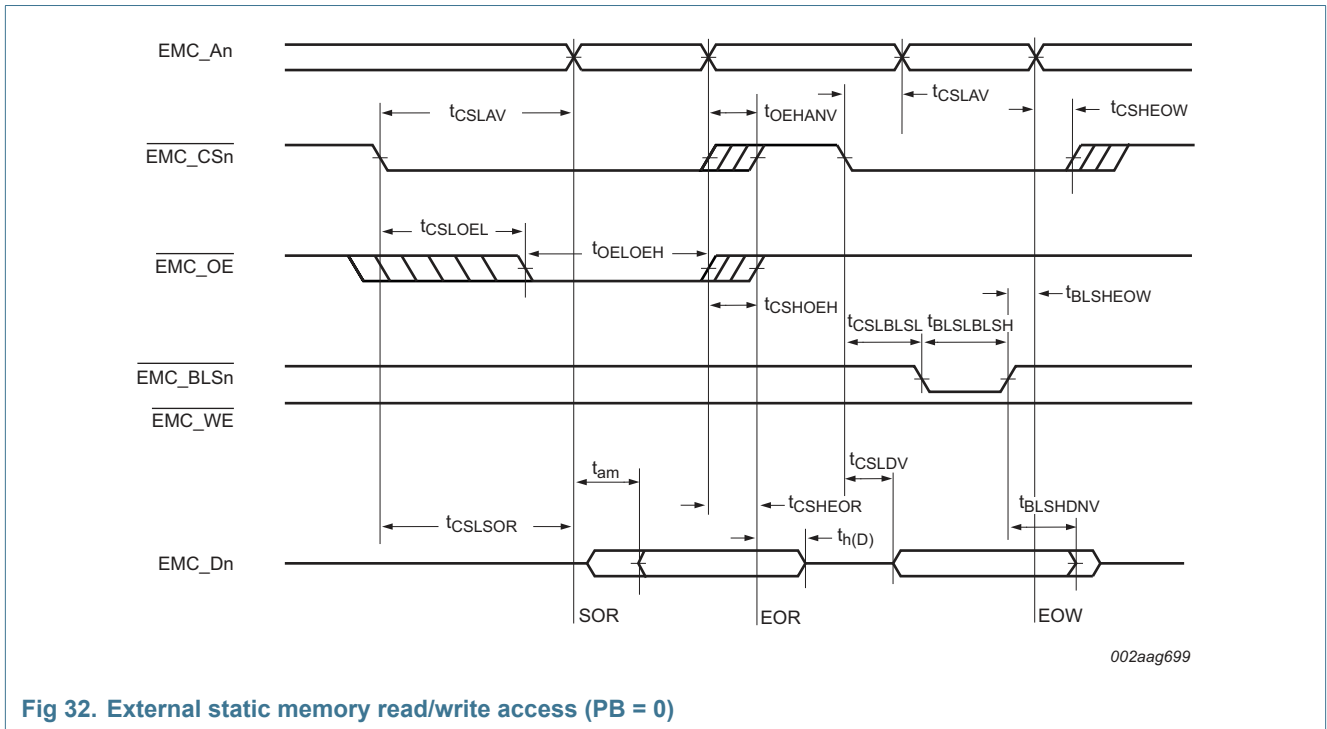 EMC_An
tCSLAV
tOEHANV
tCSLAV
tCSHEOW
EMC_CSn
tCSLOEL
tOELOEH
EMC_OE
tCSHOEH
tBLSHEOW
tCSLBLSL
tBLSLBLSH
EMC_BLSn
EMC_WE
tam
tCSLDV
tCSHEOR
tBLSHDNV
tCSLSOR
th(D)
EMC_Dn
SOR
EOR
EOW
002aag699
Fig 32. External static memory read/write access (PB = 0)